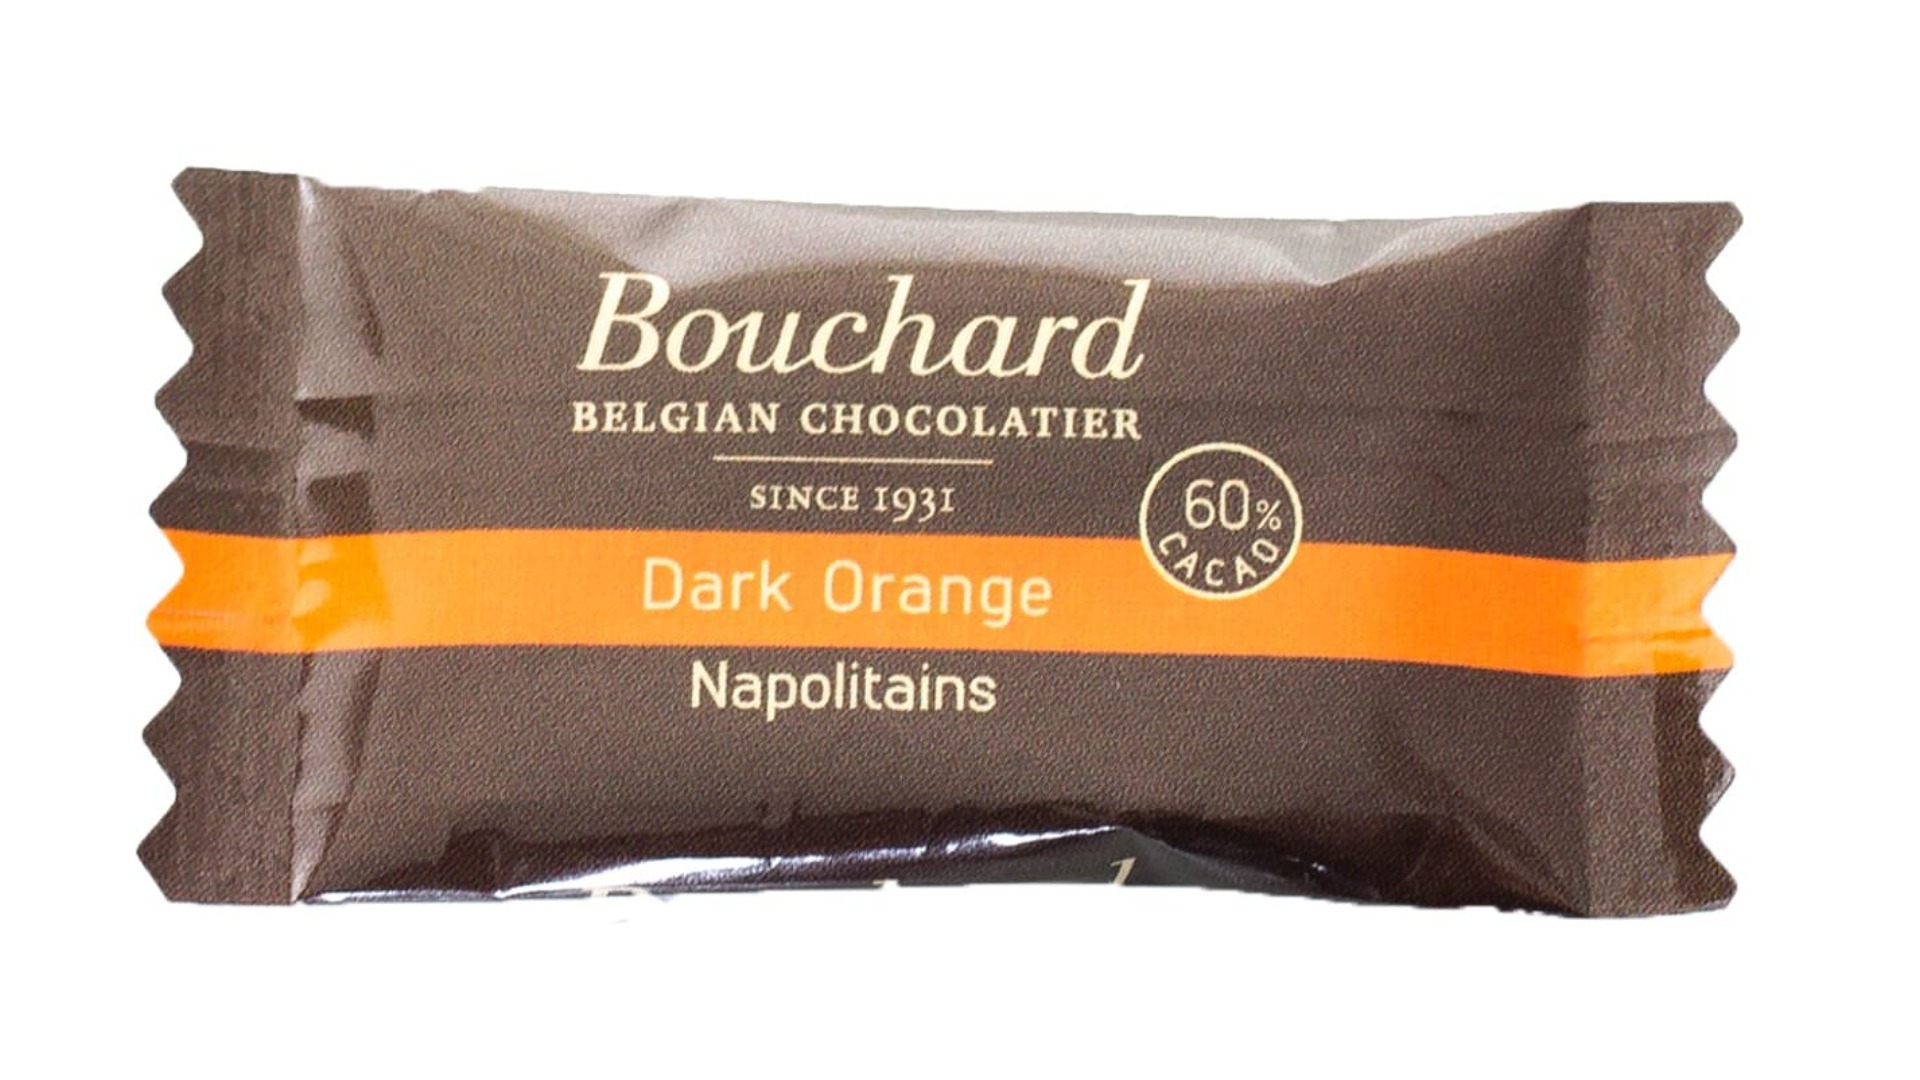 Bouchard
BELGIAN CHOCOLATIER
SINCE 1931
60%
CACAO
Dark Orange
Napolitains